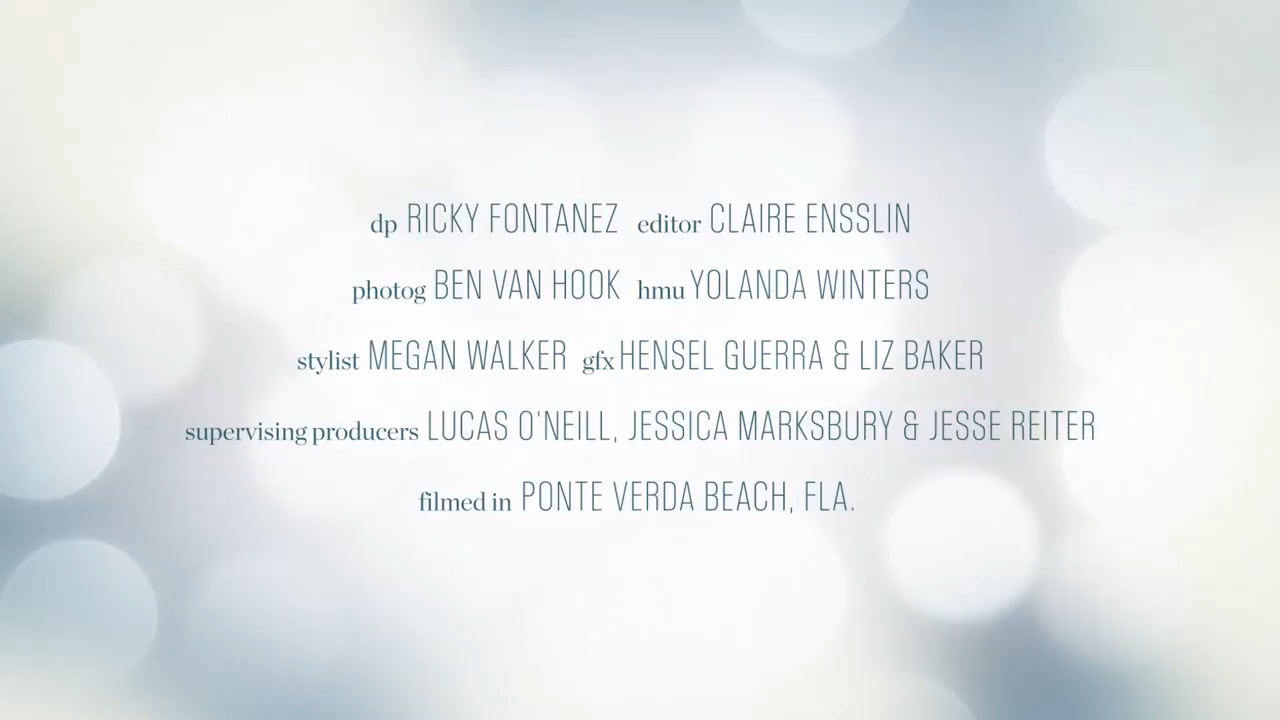 dp RICKY FONTANEZ editor CLAIRE ENSSLIN
photog BEN VAN HOOK hmu YOLANDA WINTERS
stylist MEGAN WALKER gfx HENSEL GUERRA & LIZ BAKER
supervising producers LUCAS O'NEILL, JESSICA MARKSBURY & JESSE REITER
filmed in PONTE VERDA BEACH, FLA.